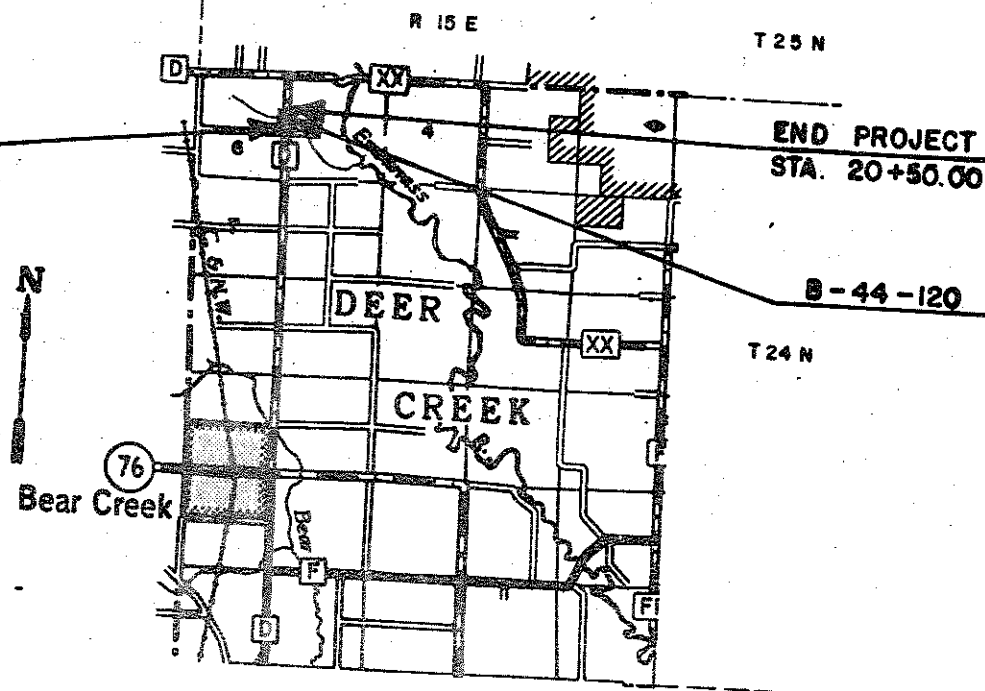 R 15 E
T 25 N
D
XX
6
4
D
Embarrass
END PROJECT
STA. 20+50.00
C. & N.W.
N
DEER
B-44-120
XX
T 24 N
CREEK
R.
F
76
Bear Creek
Bear
F
D
F